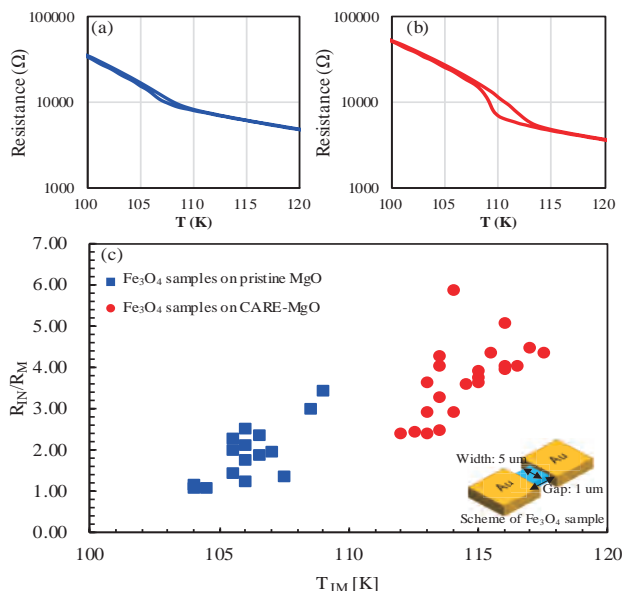 (a)
100000
10000
1000
Resistance (Ω)
100 105 110 115 120
T (K)
(b)
100000
10000
1000
Resistance (Ω)
100 105 110 115 120
T (K)
(c)
7.00
6.00
5.00
4.00
3.00
2.00
1.00
0.00
R_IN/R_M
Fe₃O₄ samples on pristine MgO
Fe₃O₄ samples on CARE-MgO
Au
Width: 5 um
Au
Gap: 1 um
Scheme of Fe₃O₄ sample
100 105 110 115 120
T_IM [K]